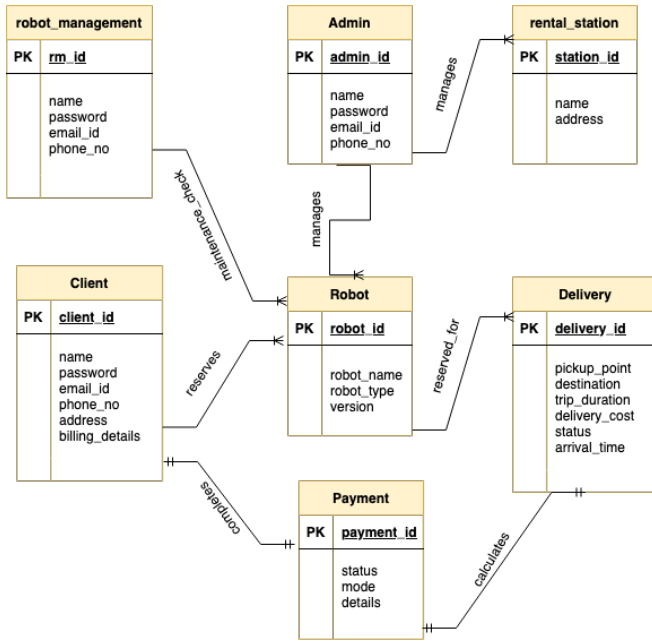 robot_management
PK rm_id
name
password
email_id
phone_no
Admin
PK admin_id
name
password
email_id
phone_no
rental_station
PK station_id
name
address
manages
maintenance_check
manages
Client
PK client_id
name
password
email_id
phone_no
address
billing_details
reserves
Robot
PK robot_id
robot_name
robot_type
version
reserved_for
Delivery
PK delivery_id
pickup_point
destination
trip_duration
delivery_cost
status
arrival_time
completes
Payment
PK payment_id
status
mode
details
calculates